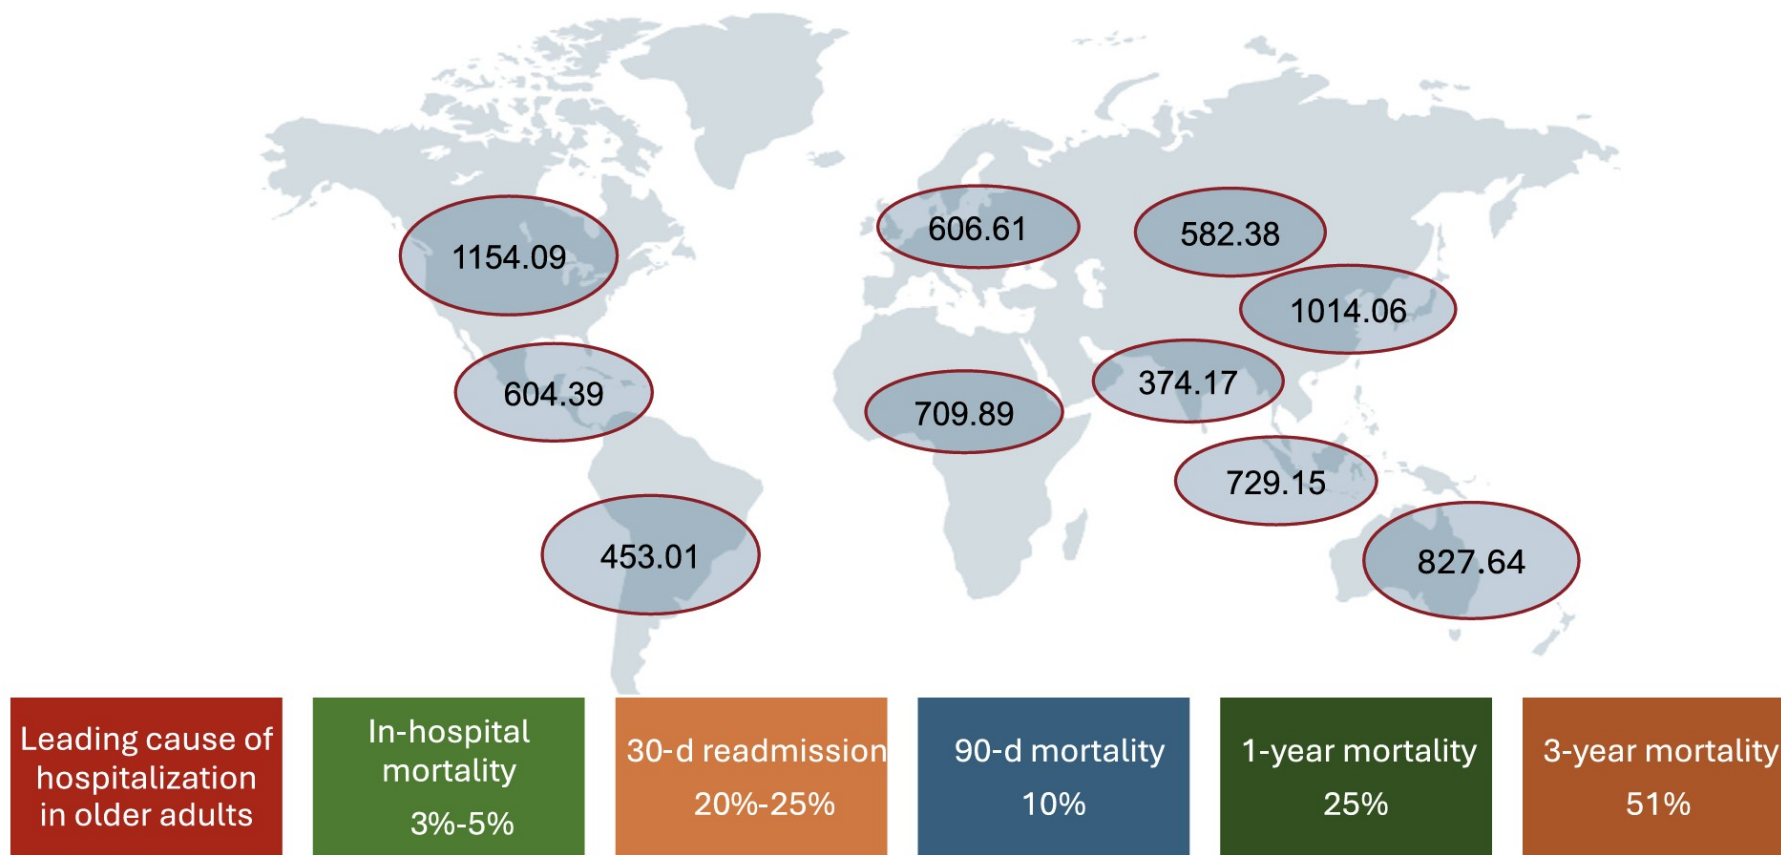 606.61
582.38
1154.09
1014.06
374.17
604.39
709.89
729.15
453.01
827.64
Leading cause of
hospitalization
in older adults
In-hospital
mortality
3%-5%
30-d readmission
20%-25%
90-d mortality
10%
1-year mortality
25%
3-year mortality
51%